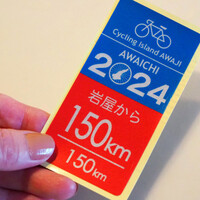 Cycling Island AWAJI
AWAICHI
2024
岩屋から
150km
150km